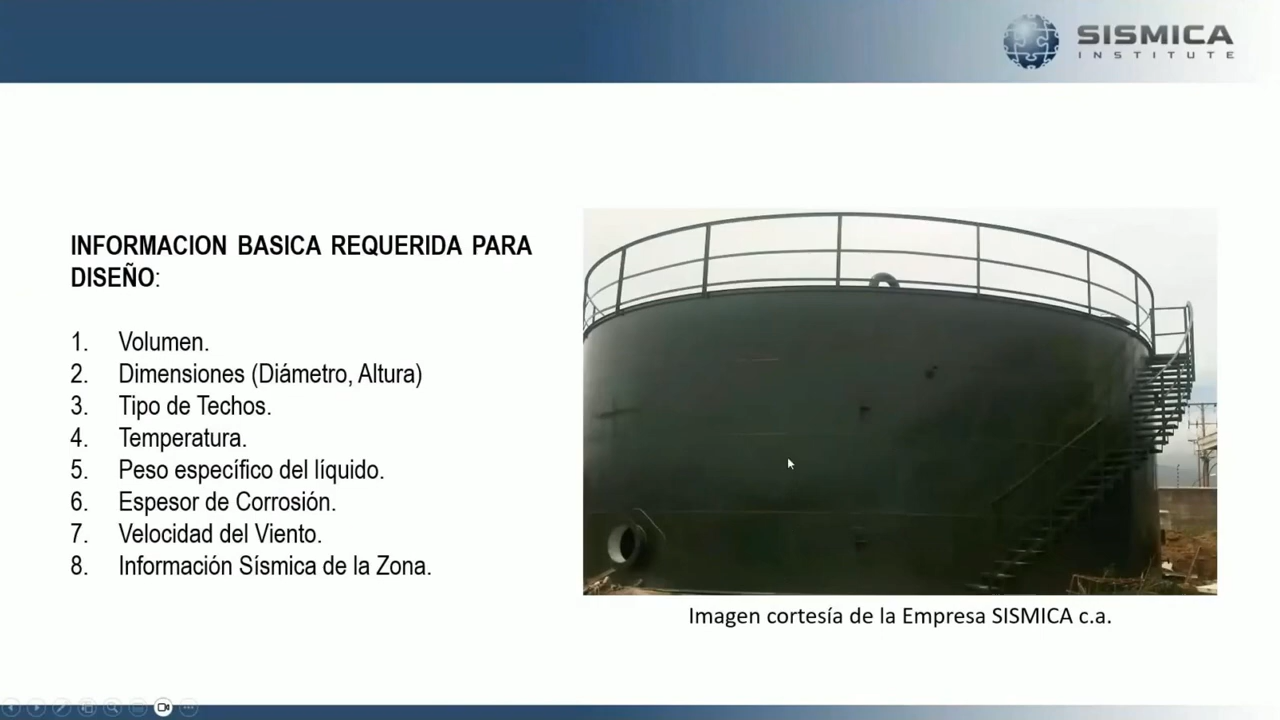 SISMICA
INSTITUTE
INFORMACION BASICA REQUERIDA PARA
DISEÑO:
1. Volumen.
2. Dimensiones (Diámetro, Altura)
3. Tipo de Techos.
4. Temperatura.
5. Peso específico del líquido.
6. Espesor de Corrosión.
7. Velocidad del Viento.
8. Información Sísmica de la Zona.
Imagen cortesía de la Empresa SISMICA c.a.